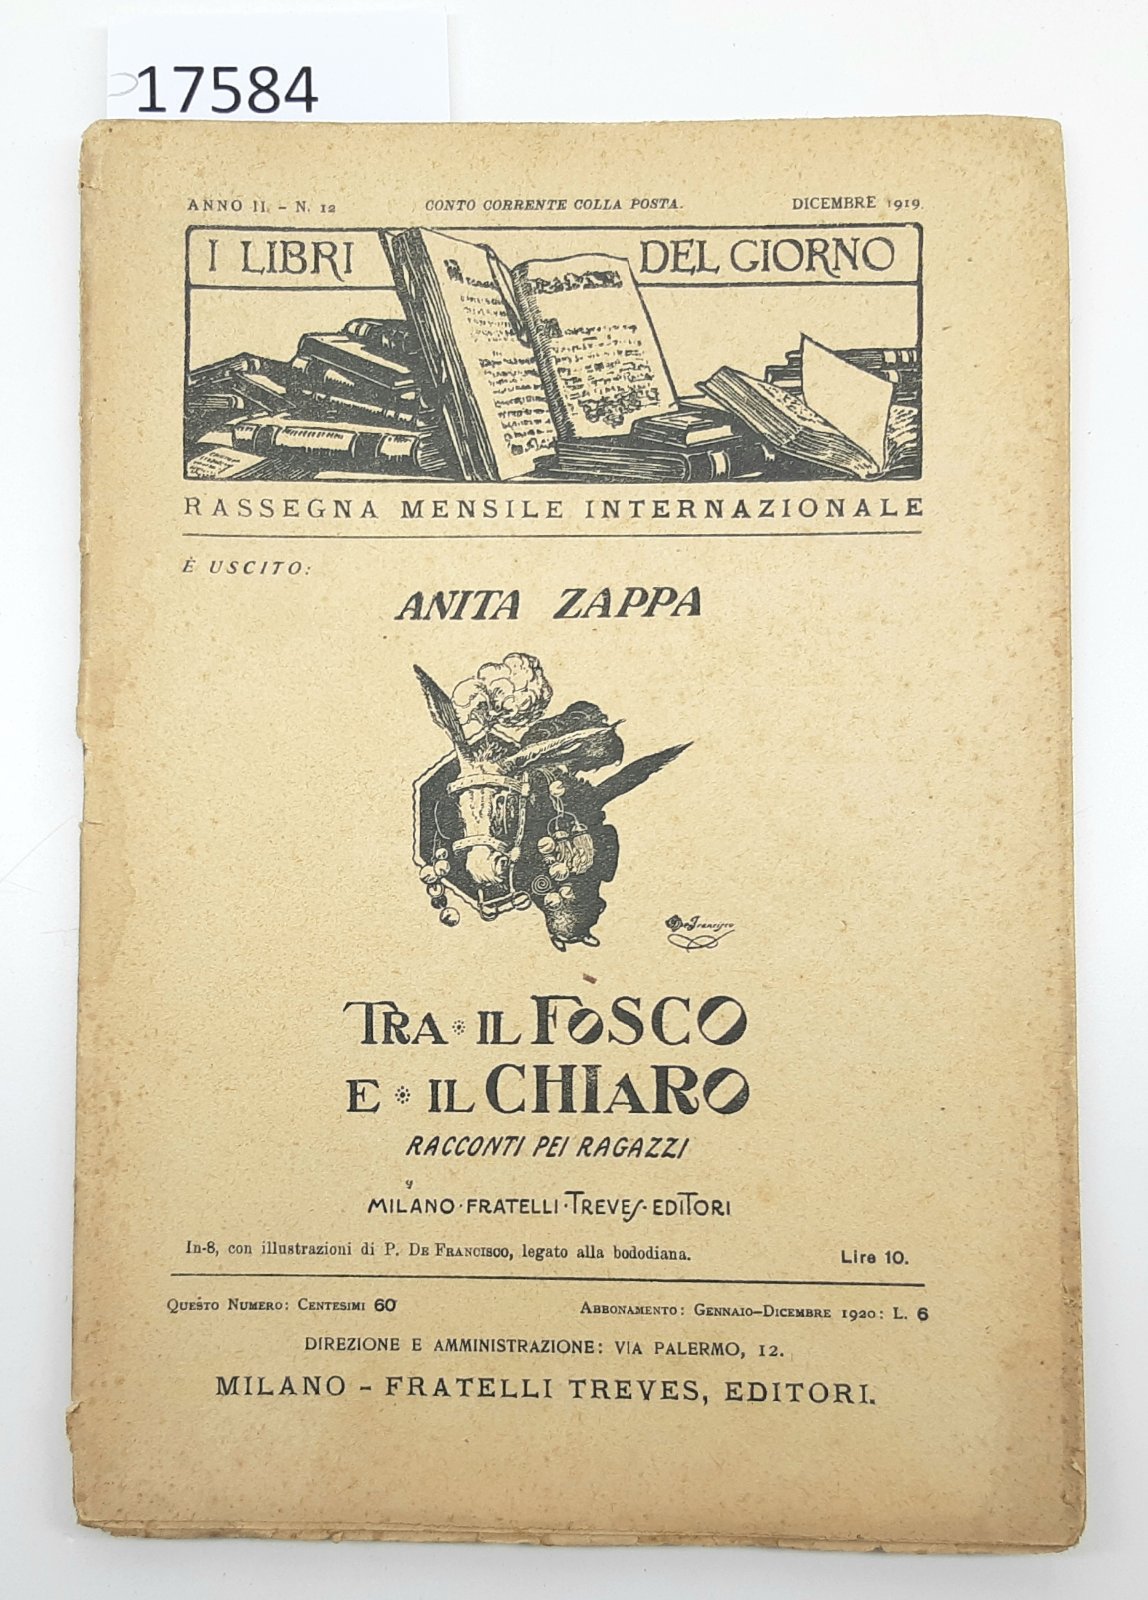 17584
ANNO II. - N. 12 CONTO CORRENTE COLLA POSTA. DICEMBRE 1919.
I LIBRI DEL GIORNO
RASSEGNA MENSILE INTERNAZIONALE
È USCITO:
ANITA ZAPPA
De Francisco
TRA IL FOSCO
E IL CHIARO
RACCONTI PEI RAGAZZI
MILANO · FRATELLI · TREVES · EDITORI
In-8, con illustrazioni di P. DE FRANCISCO, legato alla bododiana. Lire 10.
QUESTO NUMERO: CENTESIMI 60 ABBONAMENTO: GENNAIO-DICEMBRE 1920: L. 6
DIREZIONE E AMMINISTRAZIONE: VIA PALERMO, 12.
MILANO - FRATELLI TREVES, EDITORI.